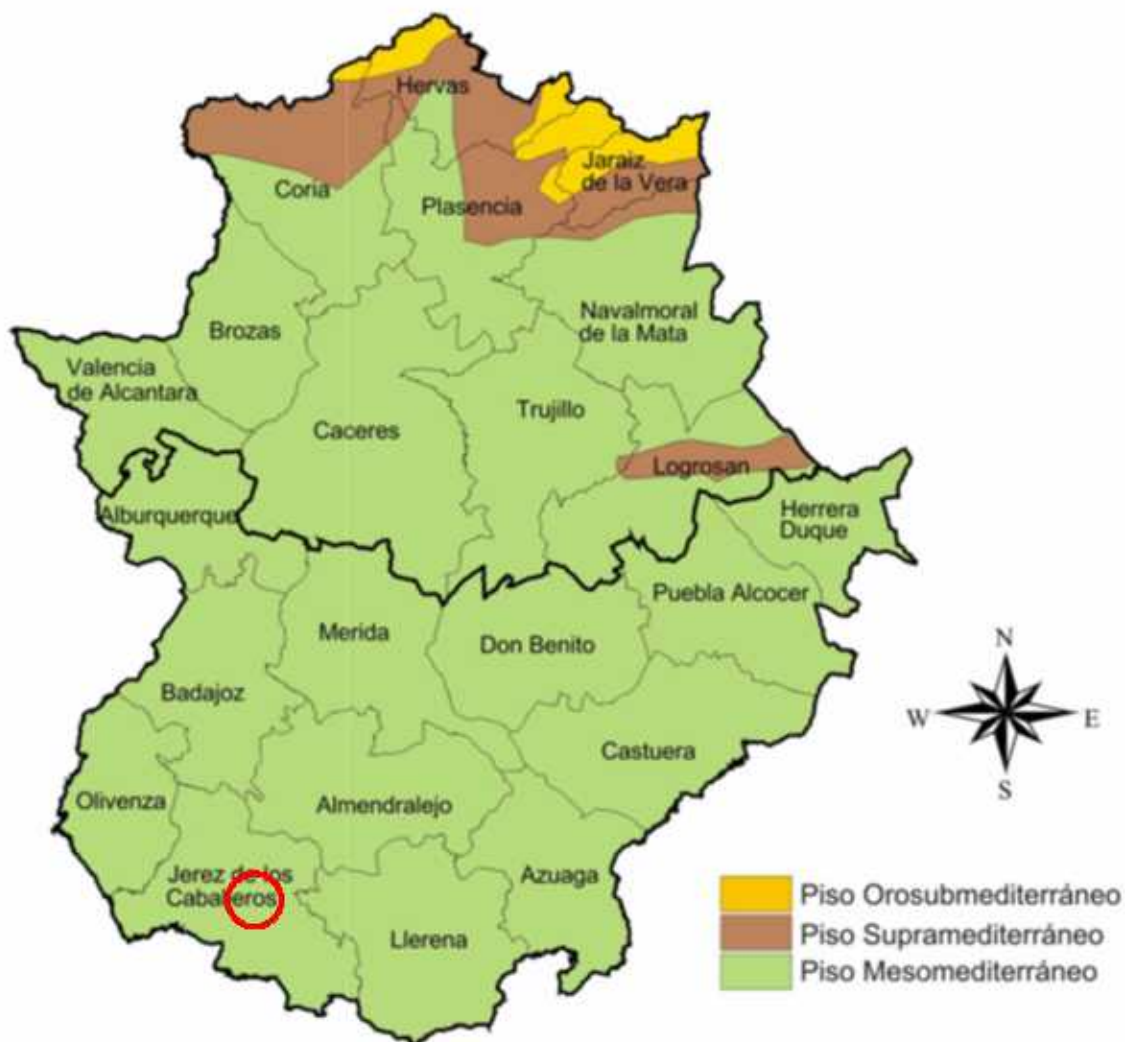 Hervas
Jaraiz
de la Vera
Coria
Plasencia
Navalmoral
de la Mata
Brozas
Valencia
de Alcantara
Trujillo
Caceres
Logrosan
Alburquerque
Herrera
Duque
Puebla Alcocer
Merida
Don Benito
Badajoz
Castuera
Olivenza
Almendralejo
Jerez de los
Caballeros
Azuaga
Llerena
N
W
E
S
Piso Orosubmediterráneo
Piso Supramediterráneo
Piso Mesomediterráneo